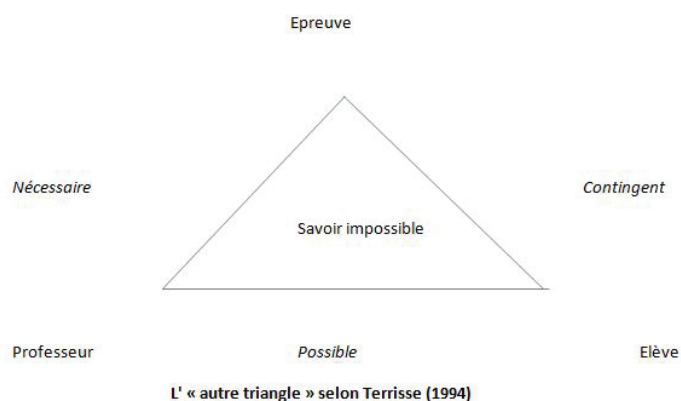 Epreuve
Nécessaire
Contingent
Savoir impossible
Professeur
Possible
Elève
L' « autre triangle » selon Terrisse (1994)